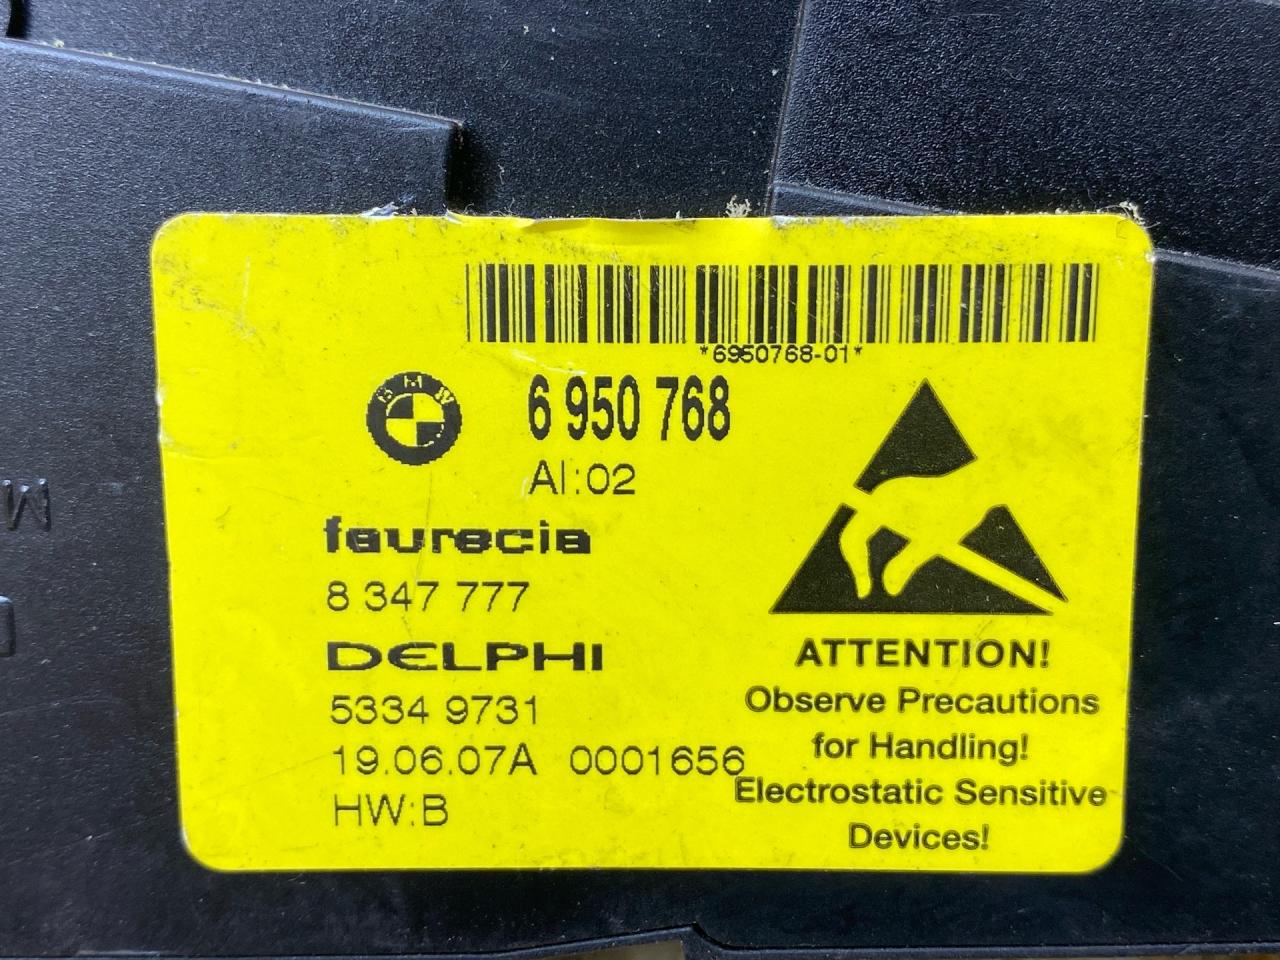 *6950768-01*
BMW
6 950 768
AI:02
faurecia
8 347 777
DELPHI
5334 9731
19.06.07A 0001656
HW:B
ATTENTION!
Observe Precautions
for Handling!
Electrostatic Sensitive
Devices!
M